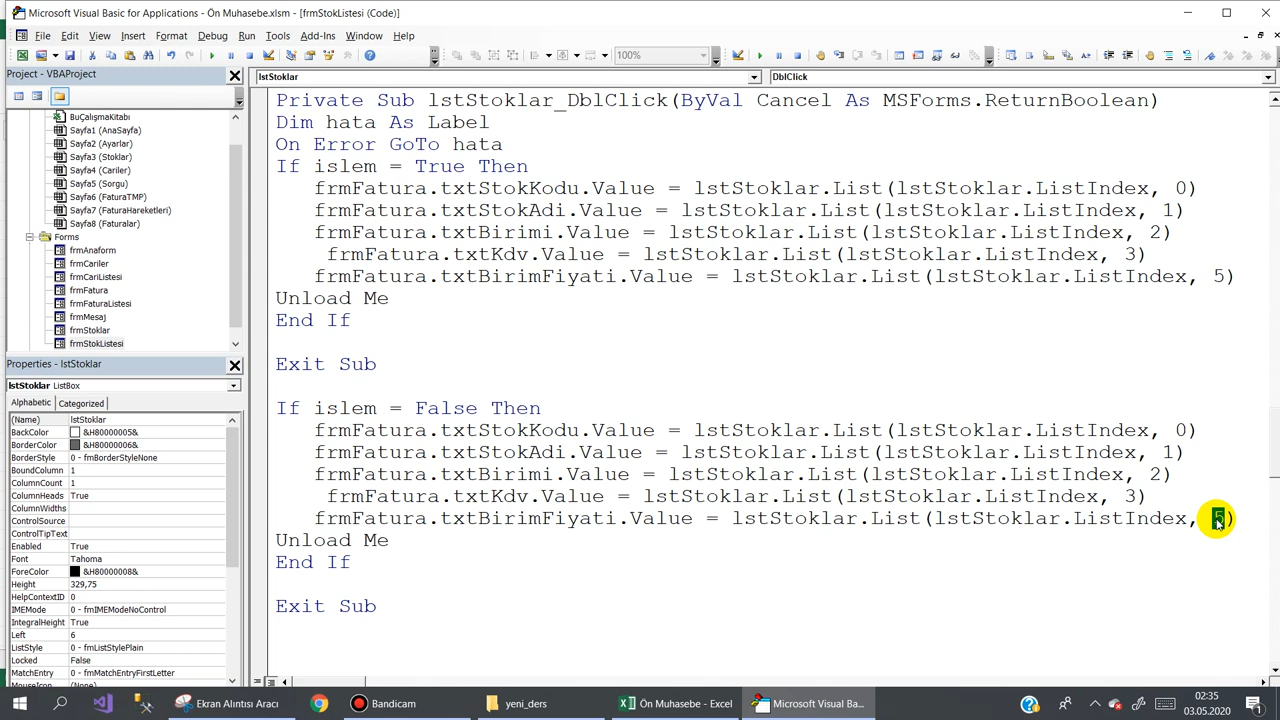 Microsoft Visual Basic for Applications - Ön Muhasebe.xlsm - [frmStokListesi (Code)]
File Edit View Insert Format Debug Run Tools Add-Ins Window Help
100%
Project - VBAProject
lstStoklar
DblClick
BuÇalışmaKitabı
Sayfa1 (AnaSayfa)
Sayfa2 (Ayarlar)
Sayfa3 (Stoklar)
Sayfa4 (Cariler)
Sayfa5 (Sorgu)
Sayfa6 (FaturaTMP)
Sayfa7 (FaturaHareketleri)
Sayfa8 (Faturalar)
Forms
frmAnaform
frmCariler
frmCariListesi
frmFatura
frmFaturaListesi
frmMesaj
frmStoklar
frmStokListesi
Properties - lstStoklar
lstStoklar ListBox
Alphabetic Categorized
(Name) lstStoklar
BackColor &H80000005&
BorderColor &H80000006&
BorderStyle 0 - fmBorderStyleNone
BoundColumn 1
ColumnCount 1
ColumnHeads True
ColumnWidths
ControlSource
ControlTipText
Enabled True
Font Tahoma
ForeColor &H80000008&
Height 329,75
HelpContextID 0
IMEMode 0 - fmIMEModeNoControl
IntegralHeight True
Left 6
ListStyle 0 - fmListStylePlain
Locked False
MatchEntry 0 - fmMatchEntryFirstLetter
MouseIcon (None)
Private Sub lstStoklar_DblClick(ByVal Cancel As MSForms.ReturnBoolean)
Dim hata As Label
On Error GoTo hata
If islem = True Then
frmFatura.txtStokKodu.Value = lstStoklar.List(lstStoklar.ListIndex, 0)
frmFatura.txtStokAdi.Value = lstStoklar.List(lstStoklar.ListIndex, 1)
frmFatura.txtBirimi.Value = lstStoklar.List(lstStoklar.ListIndex, 2)
frmFatura.txtKdv.Value = lstStoklar.List(lstStoklar.ListIndex, 3)
frmFatura.txtBirimFiyati.Value = lstStoklar.List(lstStoklar.ListIndex, 5)
Unload Me
End If
Exit Sub
If islem = False Then
frmFatura.txtStokKodu.Value = lstStoklar.List(lstStoklar.ListIndex, 0)
frmFatura.txtStokAdi.Value = lstStoklar.List(lstStoklar.ListIndex, 1)
frmFatura.txtBirimi.Value = lstStoklar.List(lstStoklar.ListIndex, 2)
frmFatura.txtKdv.Value = lstStoklar.List(lstStoklar.ListIndex, 3)
frmFatura.txtBirimFiyati.Value = lstStoklar.List(lstStoklar.ListIndex, 5)
Unload Me
End If
Exit Sub
Ekran Alıntısı Aracı
Bandicam
yeni_ders
Ön Muhasebe - Excel
Microsoft Visual Ba...
02:35
03.05.2020